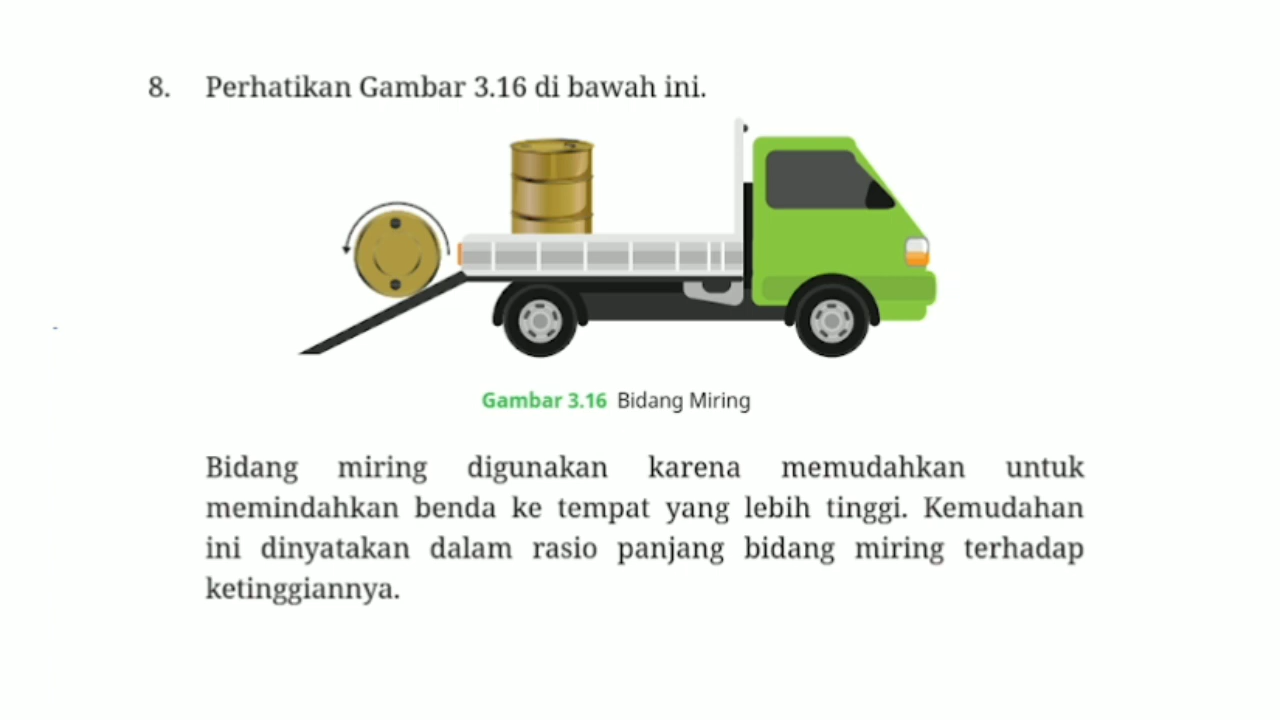 8. Perhatikan Gambar 3.16 di bawah ini.
Gambar 3.16 Bidang Miring
Bidang miring digunakan karena memudahkan untuk
memindahkan benda ke tempat yang lebih tinggi. Kemudahan
ini dinyatakan dalam rasio panjang bidang miring terhadap
ketinggiannya.